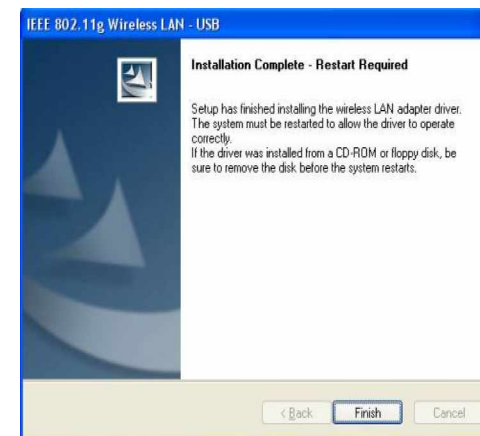 IEEE 802.11g Wireless LAN - USB
Installation Complete - Restart Required
Setup has finished installing the wireless LAN adapter driver.
The system must be restarted to allow the driver to operate
correctly.
If the driver was installed from a CD-ROM or floppy disk, be
sure to remove the disk before the system restarts.
< Back
Finish
Cancel